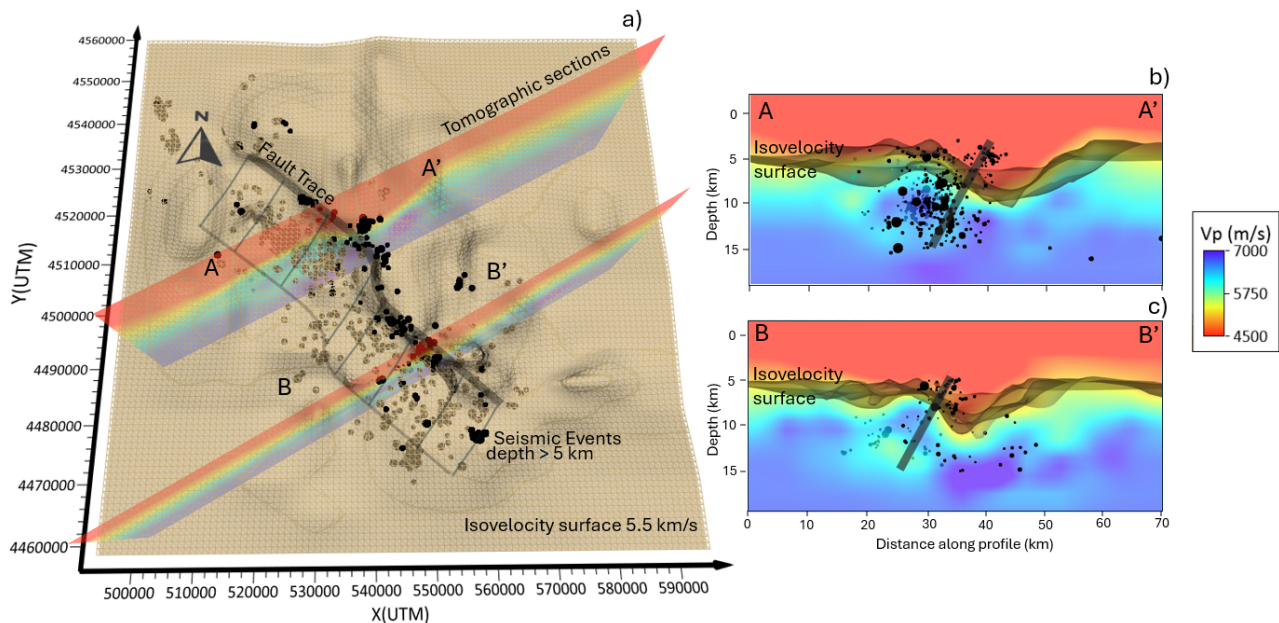 a)
4560000
4550000
4540000
4530000
4520000
4510000
4500000
4490000
4480000
4470000
4460000
Y(UTM)
N
Fault Trace
Tomographic sections
A
A'
B
B'
Seismic Events
depth > 5 km
Isovelocity surface 5.5 km/s
500000 510000 520000 530000 540000 550000 560000 570000 580000 590000
X(UTM)
b)
A
A'
Isovelocity
surface
0
5
10
15
Depth (km)
c)
B
B'
Isovelocity
surface
0
5
10
15
Depth (km)
0 10 20 30 40 50 60 70
Distance along profile (km)
Vp (m/s)
7000
5750
4500